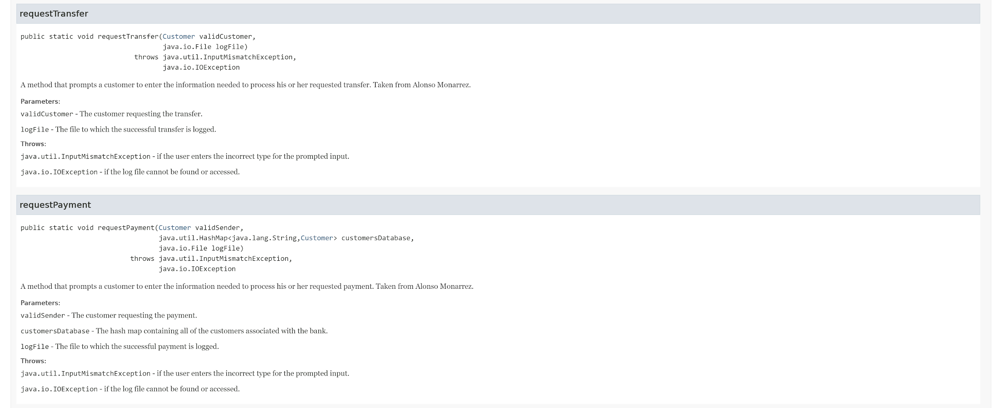 requestTransfer
public static void requestTransfer(Customer validCustomer,
java.io.File logFile)
throws java.util.InputMismatchException,
java.io.IOException
A method that prompts a customer to enter the information needed to process his or her requested transfer. Taken from Alonso Monarrez.
Parameters:
validCustomer - The customer requesting the transfer.
logFile - The file to which the successful transfer is logged.
Throws:
java.util.InputMismatchException - if the user enters the incorrect type for the prompted input.
java.io.IOException - if the log file cannot be found or accessed.
requestPayment
public static void requestPayment(Customer validSender,
java.util.HashMap<java.lang.String,Customer> customersDatabase,
java.io.File logFile)
throws java.util.InputMismatchException,
java.io.IOException
A method that prompts a customer to enter the information needed to process his or her requested payment. Taken from Alonso Monarrez.
Parameters:
validSender - The customer requesting the payment.
customersDatabase - The hash map containing all of the customers associated with the bank.
logFile - The file to which the successful payment is logged.
Throws:
java.util.InputMismatchException - if the user enters the incorrect type for the prompted input.
java.io.IOException - if the log file cannot be found or accessed.